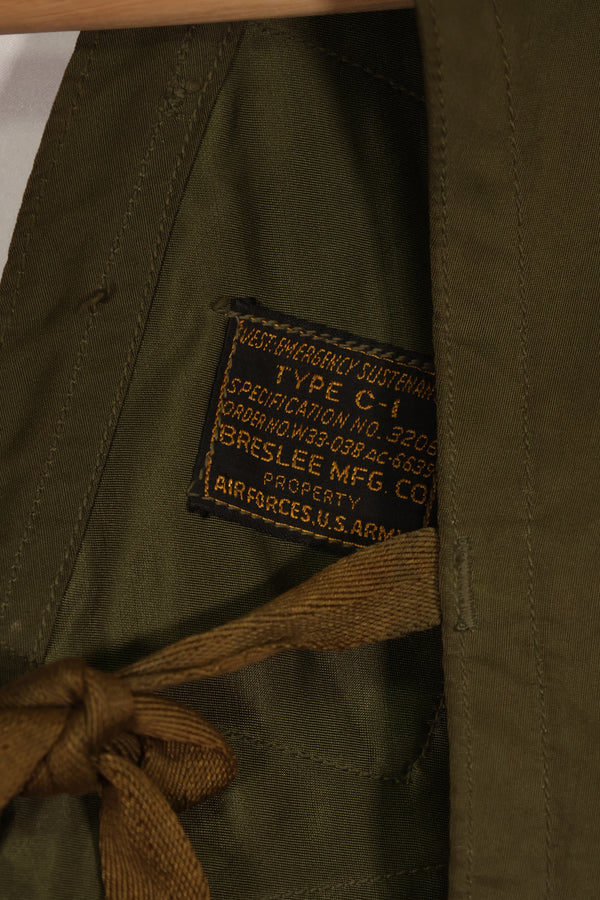 VEST-EMERGENCY SUSTENAN
TYPE C-1
SPECIFICATION NO. 3206
ORDER NO. W33-038 AC-6639
BRESLEE MFG. CO
PROPERTY
AIR FORCES, U.S. ARMY